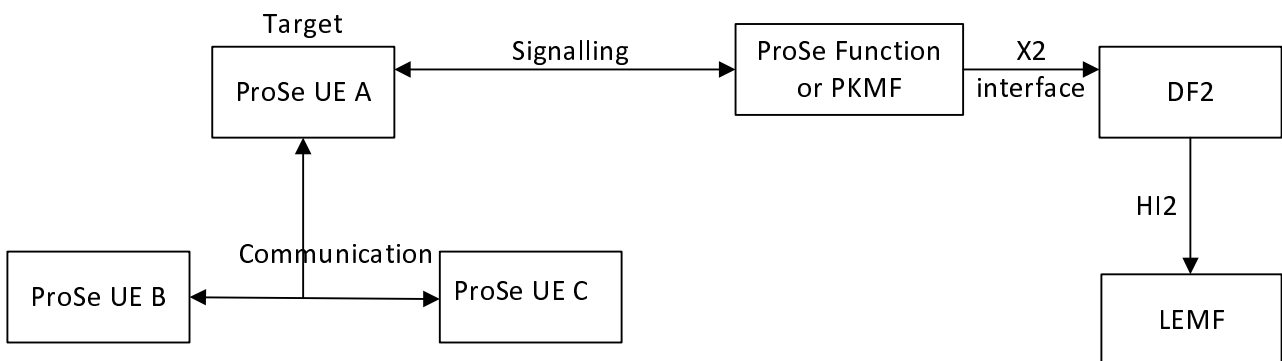 Target
ProSe UE A
Signalling
ProSe Function
or PKMF
X2
interface
DF2
HI2
Communication
ProSe UE B
ProSe UE C
LEMF